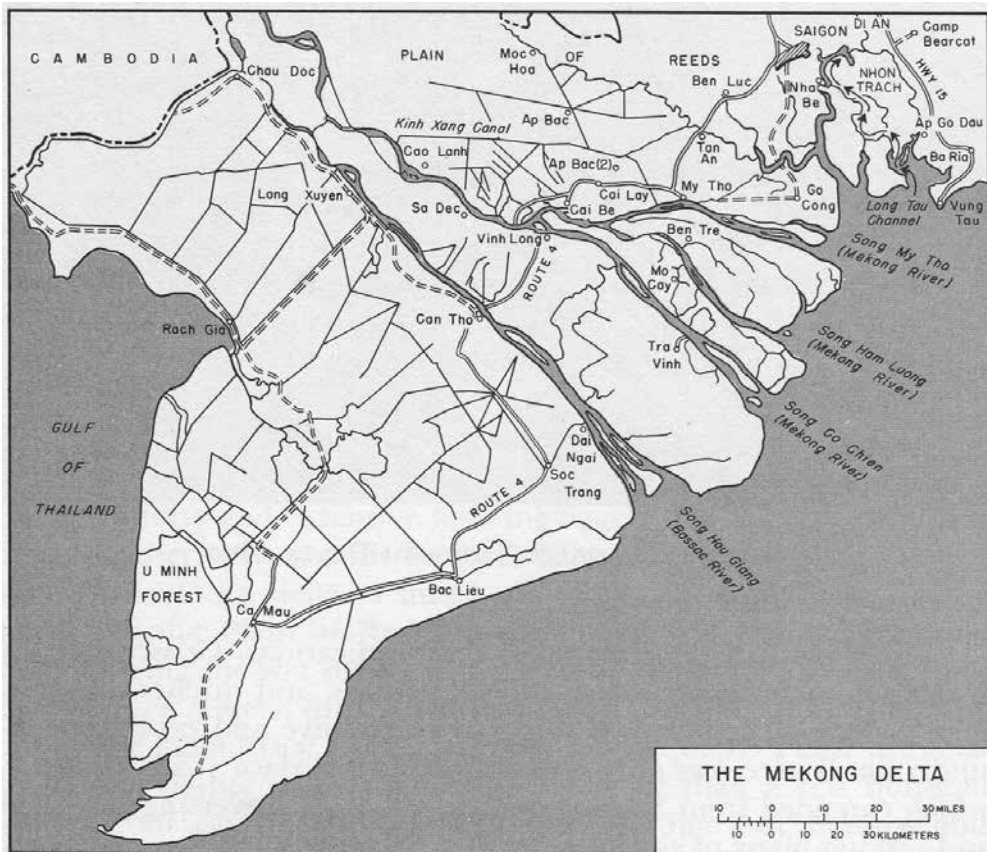 CAMBODIA
Chau Doc
PLAIN
OF
REEDS
Moc
Hoa
SAIGON
DI AN
Camp
Bearcat
HWY 15
Ben Luc
Nha
Be
NHON
TRACH
Ap Bac
Kinh Xang Canal
Cao Lanh
Ap Bac(2)
Tan
An
Ap Go Dau
Ba Ria
Long Xuyen
Sa Dec
Cai Lay
Cai Be
My Tho
Go
Cong
Long Tau
Channel
Vung
Tau
Vinh Long
Ben Tre
Song My Tho
(Mekong River)
ROUTE 4
Mo
Cay
Can Tho
Rach Gia
Tra
Vinh
Song Ham Luong
(Mekong River)
Song Co Chien
(Mekong River)
GULF
OF
THAILAND
Dai
Ngai
Soc
Trang
ROUTE 4
Song Hau Giang
(Bassac River)
U MINH
FOREST
Bac Lieu
Ca Mau
THE MEKONG DELTA
10 0 10 20 30 MILES
10 0 10 20 30 KILOMETERS